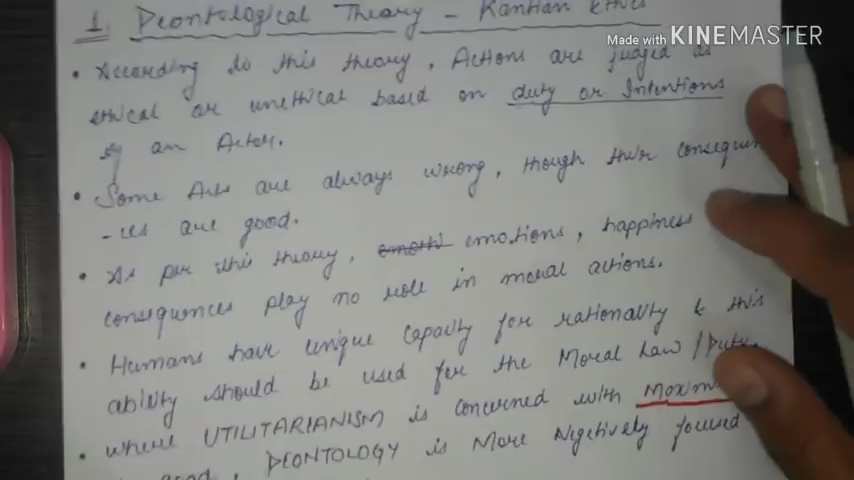 1. Deontological Theory - Kantian Ethics
Made with KINEMASTER
• According to this theory, Actions are judged as
ethical or unethical based on duty or Intentions
of an Actor.
• Some Acts are always wrong, though their consequen
-ces are good.
• As per this theory, emotions, happiness
consequences play no role in moral actions.
• Humans have unique capacity for rationality & this
ability should be used for the Moral Law / Duty.
• where UTILITARIANISM is concerned with
good, DEONTOLOGY is More Negetively focused